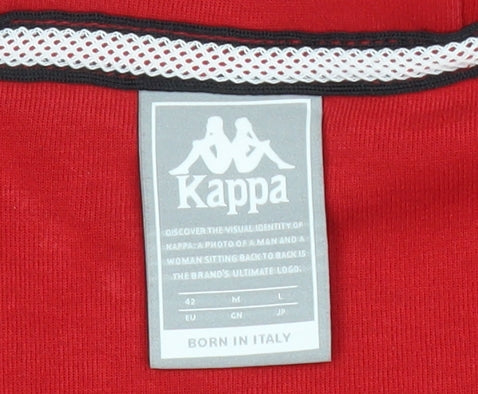 Kappa
DISCOVER THE VISUAL IDENTITY OF
KAPPA: A PHOTO OF A MAN AND A
WOMAN SITTING BACK TO BACK IS
THE BRAND'S ULTIMATE LOGO.
42 M L
EU CN JP
BORN IN ITALY